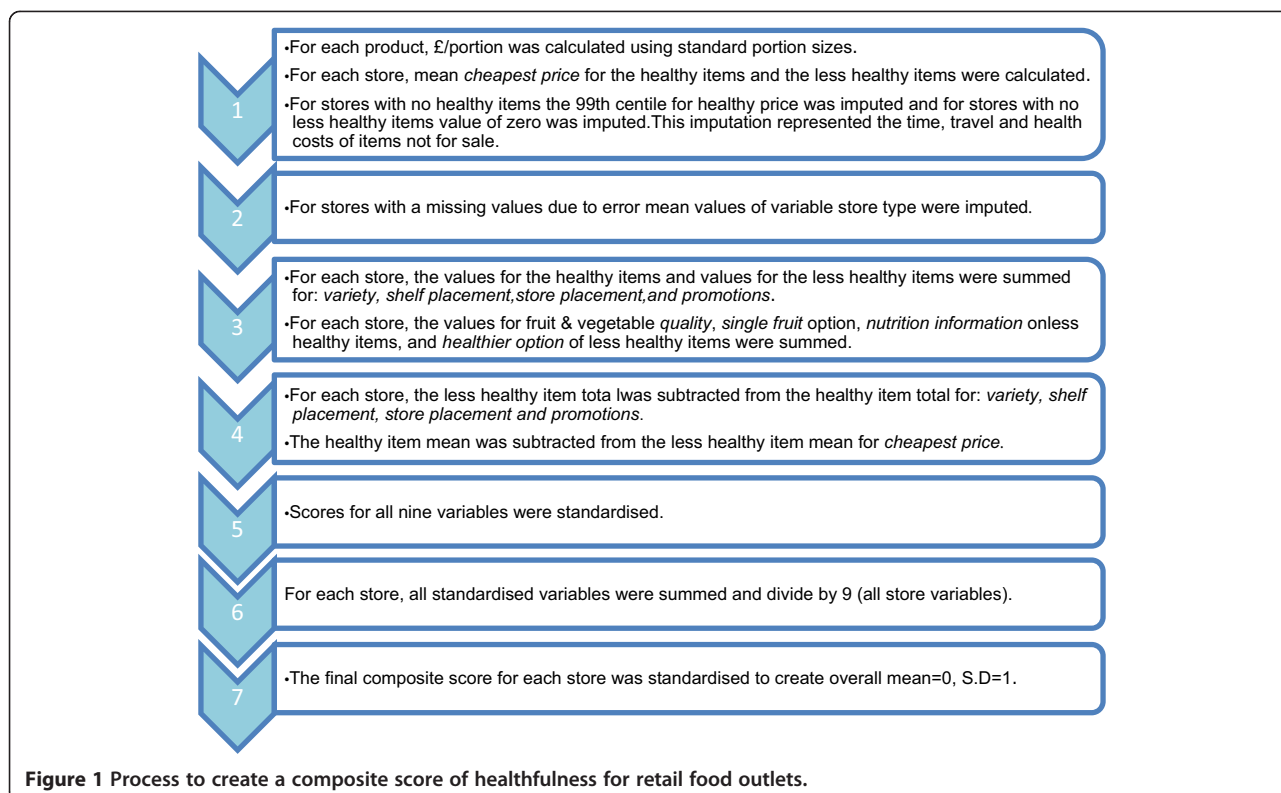 1
•For each product, £/portion was calculated using standard portion sizes.
•For each store, mean cheapest price for the healthy items and the less healthy items were calculated.
•For stores with no healthy items the 99th centile for healthy price was imputed and for stores with no
less healthy items value of zero was imputed.This imputation represented the time, travel and health
costs of items not for sale.
2
•For stores with a missing values due to error mean values of variable store type were imputed.
3
•For each store, the values for the healthy items and values for the less healthy items were summed
for: variety, shelf placement,store placement,and promotions.
•For each store, the values for fruit & vegetable quality, single fruit option, nutrition information onless
healthy items, and healthier option of less healthy items were summed.
4
•For each store, the less healthy item tota lwas subtracted from the healthy item total for: variety, shelf
placement, store placement and promotions.
•The healthy item mean was subtracted from the less healthy item mean for cheapest price.
5
•Scores for all nine variables were standardised.
6
For each store, all standardised variables were summed and divide by 9 (all store variables).
7
•The final composite score for each store was standardised to create overall mean=0, S.D=1.
Figure 1 Process to create a composite score of healthfulness for retail food outlets.